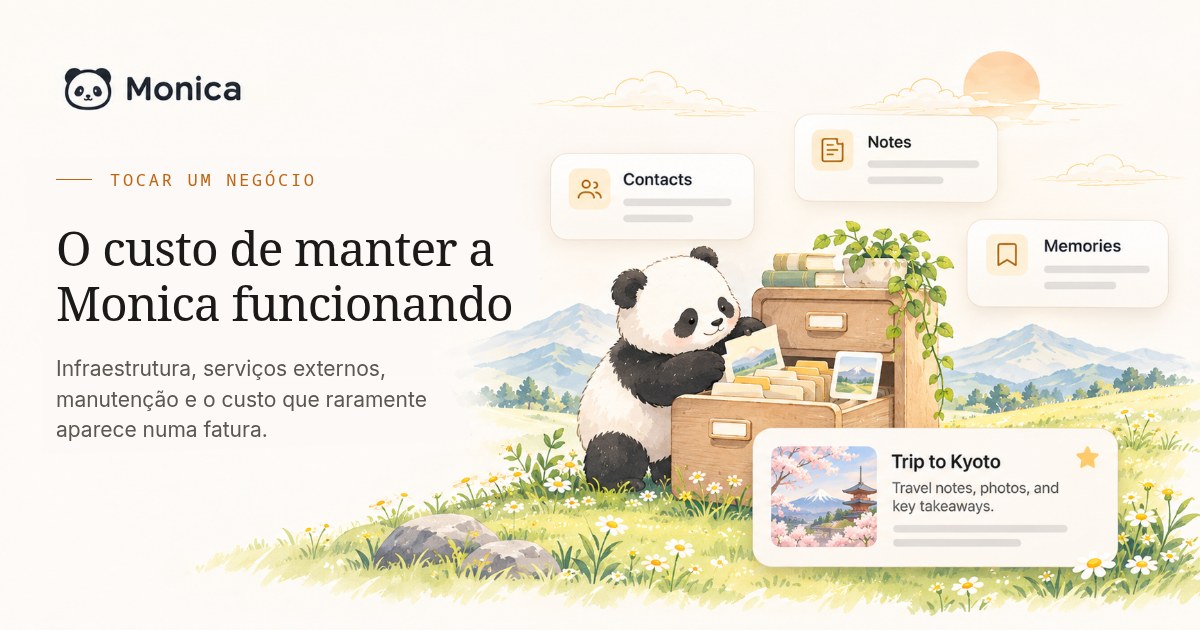 Monica
TOCAR UM NEGÓCIO
O custo de manter a
Monica funcionando
Infraestrutura, serviços externos,
manutenção e o custo que raramente
aparece numa fatura.
Contacts
Notes
Memories
Trip to Kyoto
Travel notes, photos, and
key takeaways.